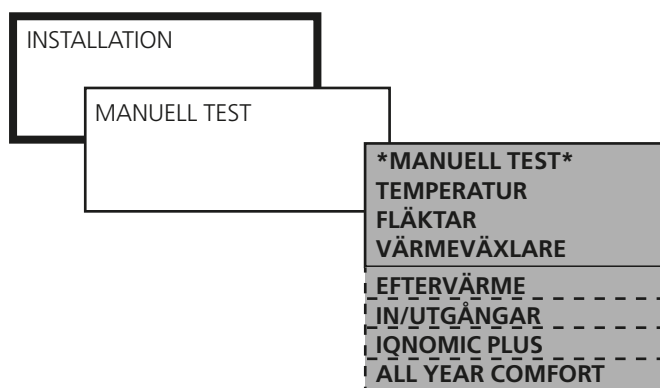 INSTALLATION
MANUELL TEST
*MANUELL TEST*
TEMPERATUR
FLÄKTAR
VÄRMEVÄXLARE
EFTERVÄRME
IN/UTGÅNGAR
IQNOMIC PLUS
ALL YEAR COMFORT